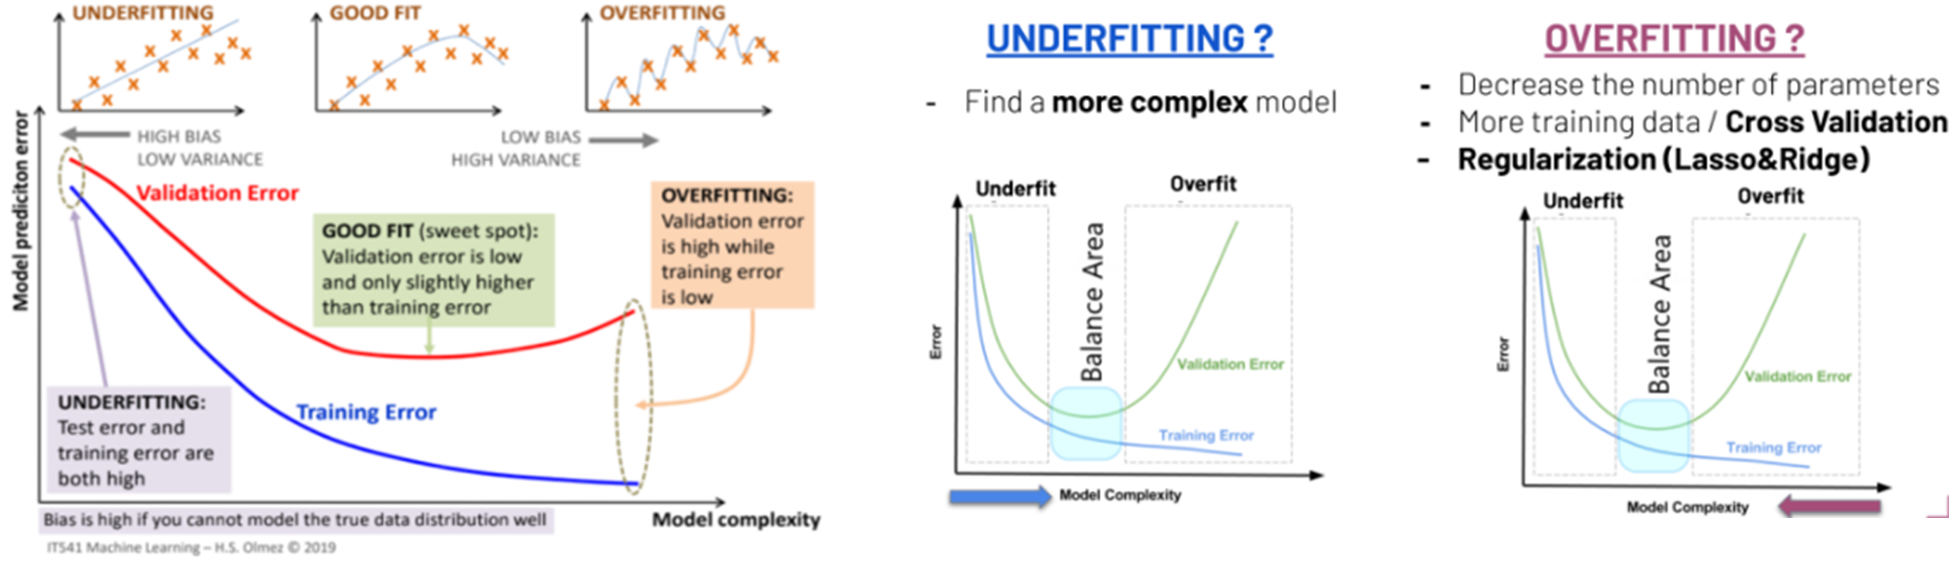 UNDERFITTING
GOOD FIT
OVERFITTING
HIGH BIAS
LOW VARIANCE
LOW BIAS
HIGH VARIANCE
Model prediciton error
Validation Error
GOOD FIT (sweet spot):
Validation error is low
and only slightly higher
than training error
OVERFITTING:
Validation error
is high while
training error
is low
UNDERFITTING:
Test error and
training error are
both high
Training Error
Bias is high if you cannot model the true data distribution well
Model complexity
IT541 Machine Learning – H.S. Olmez © 2019
UNDERFITTING ?
- Find a more complex model
Underfit
Overfit
Balance Area
Error
Validation Error
Training Error
Model Complexity
OVERFITTING ?
- Decrease the number of parameters
- More training data / Cross Validation
- Regularization (Lasso&Ridge)
Underfit
Overfit
Balance Area
Error
Validation Error
Training Error
Model Complexity